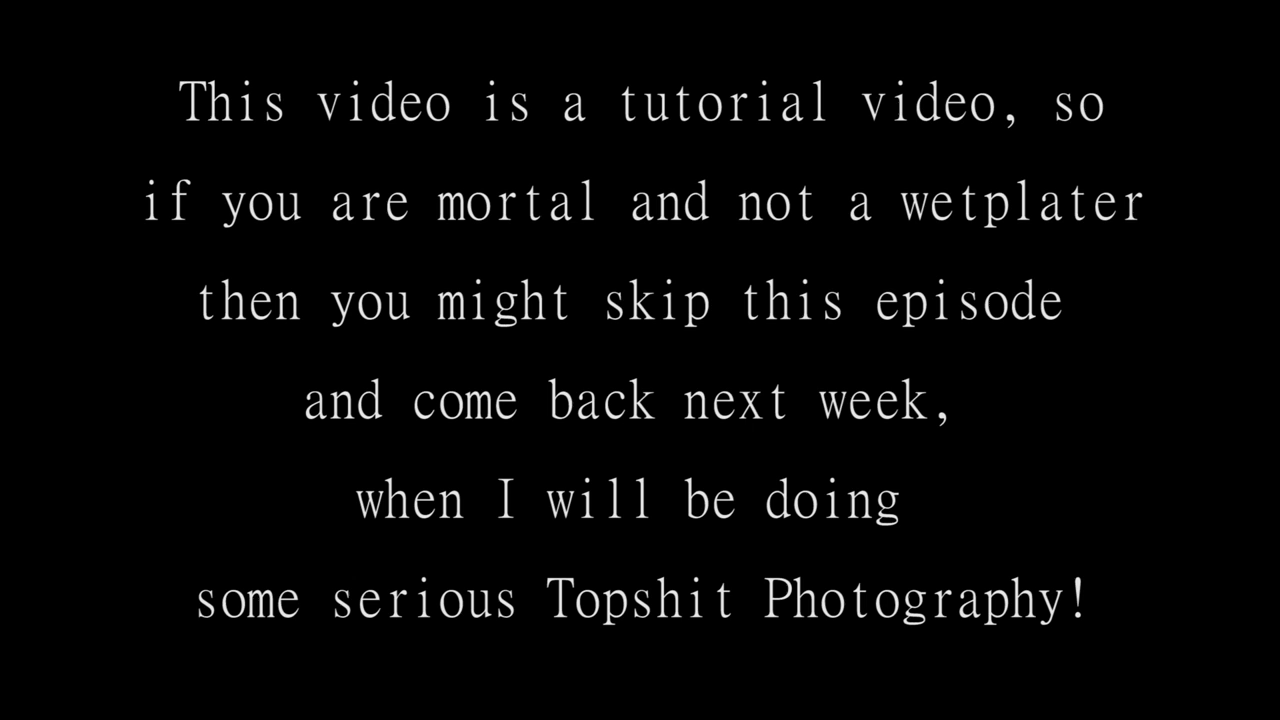 This video is a tutorial video, so
if you are mortal and not a wetplater
then you might skip this episode
and come back next week,
when I will be doing
some serious Topshit Photography!